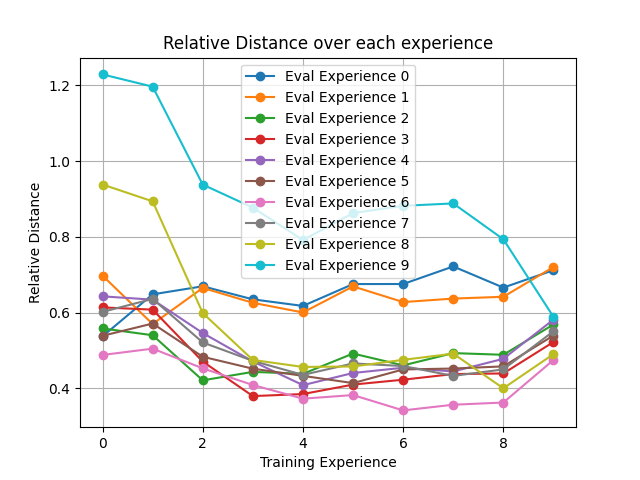 Relative Distance over each experience
Relative Distance
1.2
1.0
0.8
0.6
0.4
Eval Experience 0
Eval Experience 1
Eval Experience 2
Eval Experience 3
Eval Experience 4
Eval Experience 5
Eval Experience 6
Eval Experience 7
Eval Experience 8
Eval Experience 9
0 2 4 6 8
Training Experience